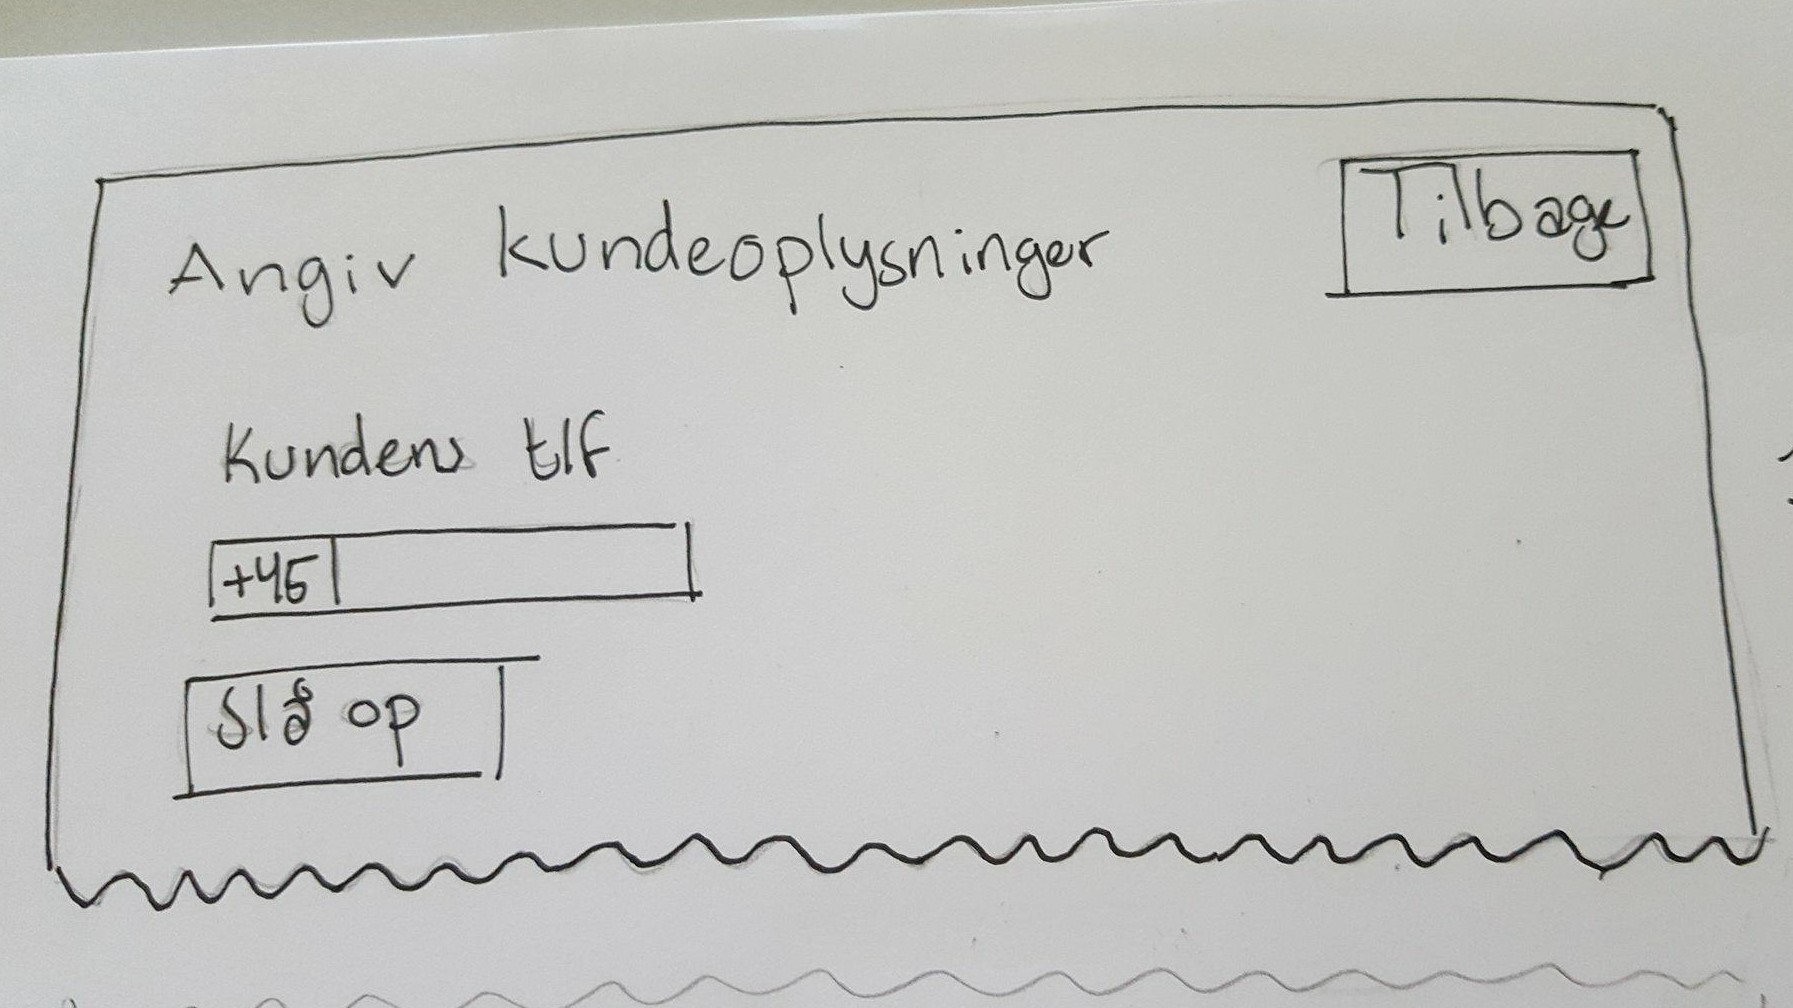 Angiv kundeoplysninger
Tilbage
Kundens tlf
+45
Slå op